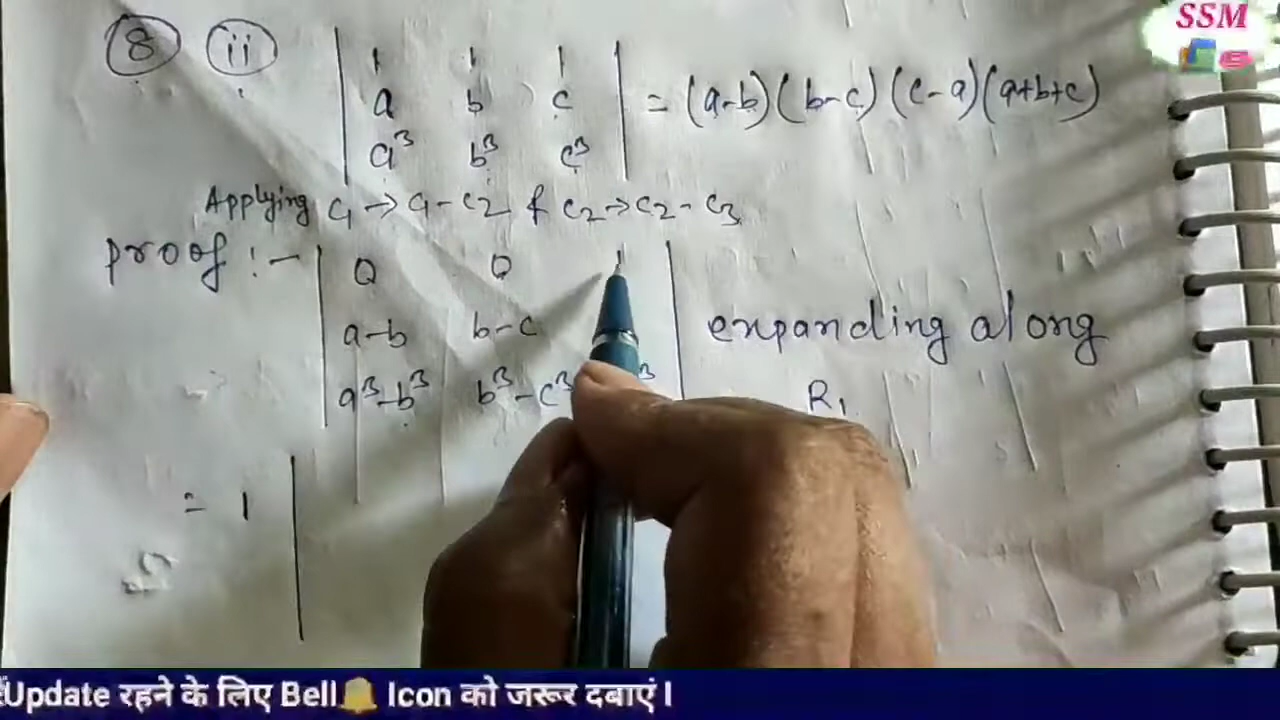 SSM
8 ii | 1 1 1 |
| a b c | = (a-b)(b-c)(c-a)(a+b+c)
| a³ b³ c³ |
Applying C₁ → C₁-C₂ & C₂→C₂-C₃
proof :- | 0 0 1 |
| a-b b-c | expanding along
| a³-b³ b³-c³ ³ | R₁
= 1 |
Update रहने के लिए Bell🔔 Icon को जरूर दबाएं।